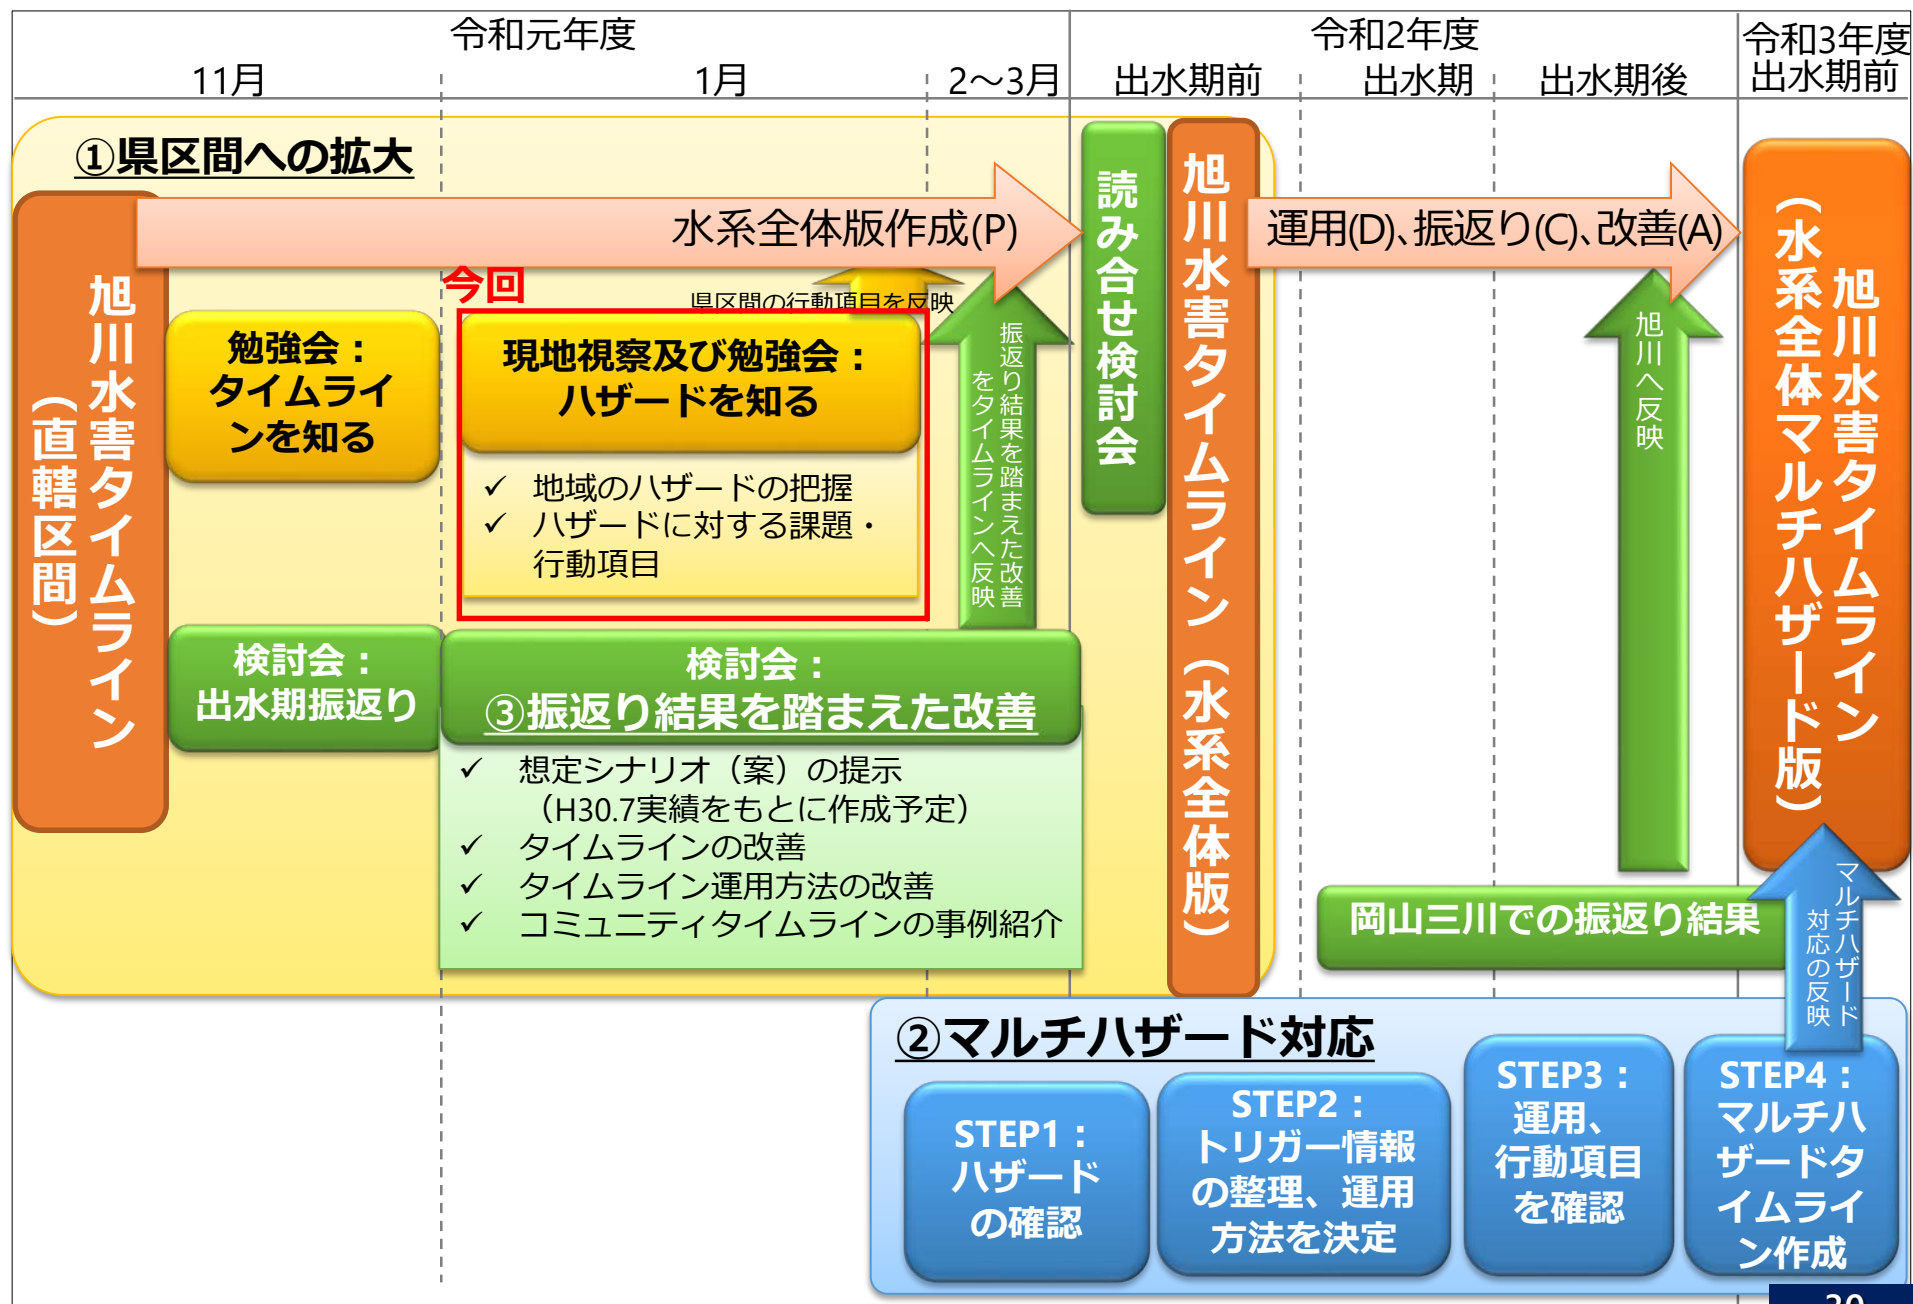 令和元年度
令和2年度
令和3年度
出水期前
11月
1月
2～3月
出水期前
出水期
出水期後
①県区間への拡大
旭川水害タイムライン
（直轄区間）
水系全体版作成(P)
今回
県区間の行動項目を反映
勉強会：
タイムライ
ンを知る
現地視察及び勉強会：
ハザードを知る
✓ 地域のハザードの把握
✓ ハザードに対する課題・
行動項目
振返り結果を踏まえた改善
をタイムラインへ反映
検討会：
出水期振返り
検討会：
③振返り結果を踏まえた改善
✓ 想定シナリオ（案）の提示
（H30.7実績をもとに作成予定）
✓ タイムラインの改善
✓ タイムライン運用方法の改善
✓ コミュニティタイムラインの事例紹介
読み合せ検討会
旭川水害タイムライン（水系全体版）
運用(D)、振返り(C)、改善(A)
旭川へ反映
岡山三川での振返り結果
旭川水害タイムライン
（水系全体マルチハザード版）
マルチハザード
対応の反映
②マルチハザード対応
STEP1：
ハザード
の確認
STEP2：
トリガー情報
の整理、運用
方法を決定
STEP3：
運用、
行動項目
を確認
STEP4：
マルチハ
ザードタ
イムライ
ン作成